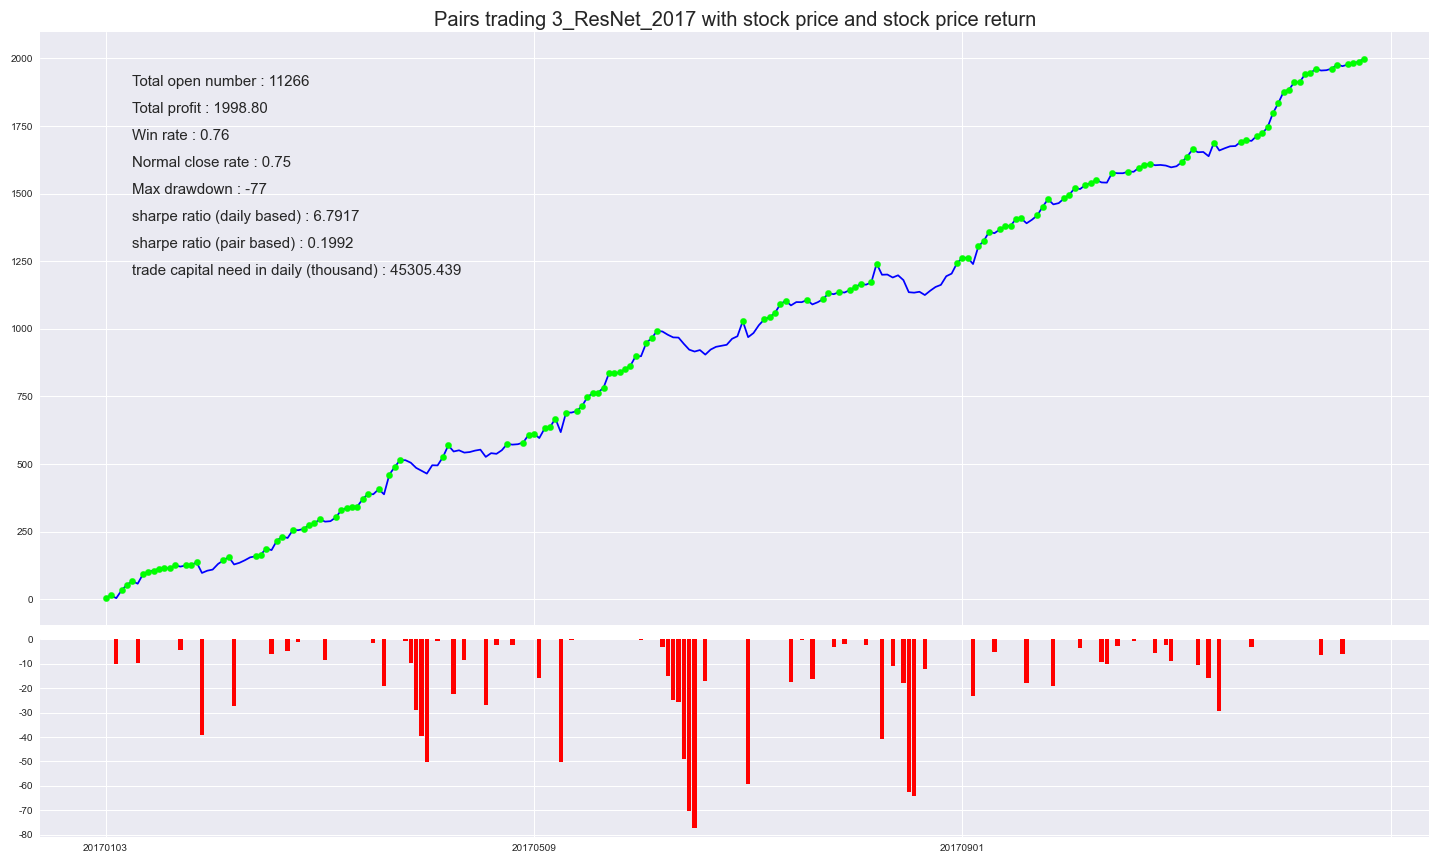 Pairs trading 3_ResNet_2017 with stock price and stock price return
2000
1750
1500
1250
1000
750
500
250
0
Total open number : 11266
Total profit : 1998.80
Win rate : 0.76
Normal close rate : 0.75
Max drawdown : -77
sharpe ratio (daily based) : 6.7917
sharpe ratio (pair based) : 0.1992
trade capital need in daily (thousand) : 45305.439
0
-10
-20
-30
-40
-50
-60
-70
-80
20170103 20170509 20170901